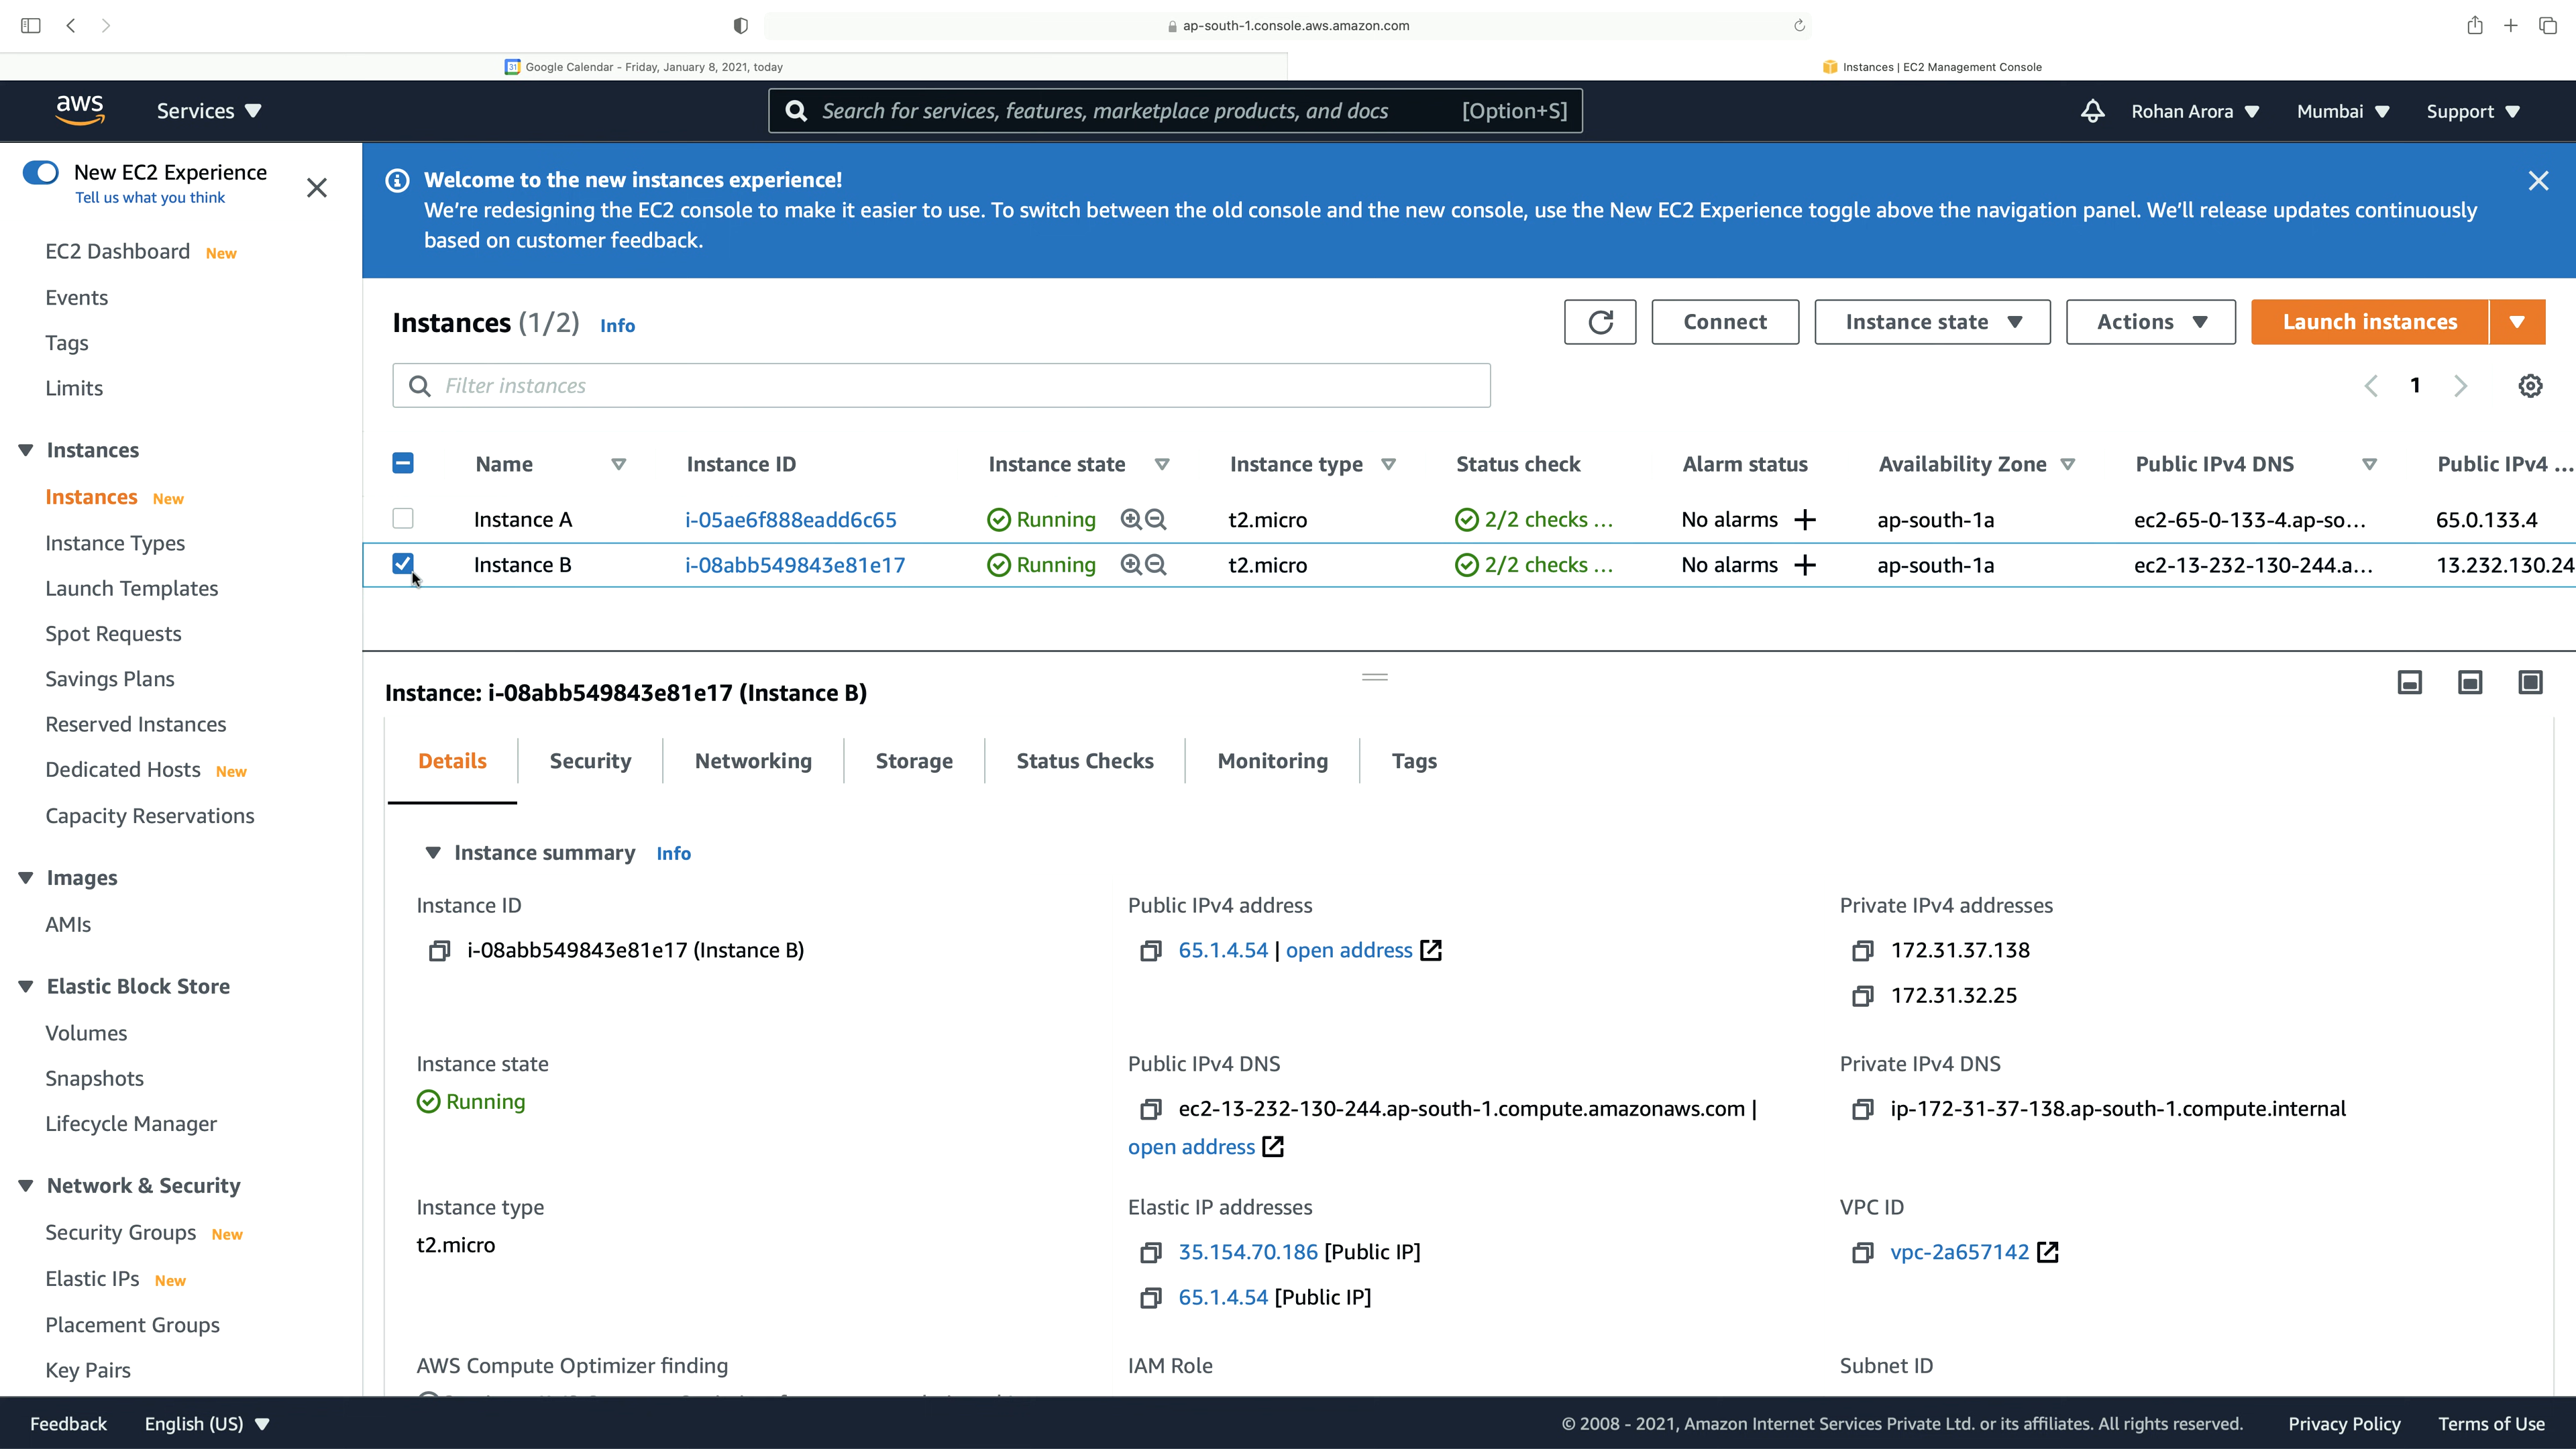 ap-south-1.console.aws.amazon.com
31 Google Calendar - Friday, January 8, 2021, today
Instances | EC2 Management Console
aws Services Search for services, features, marketplace products, and docs [Option+S] Rohan Arora Mumbai Support
New EC2 Experience
Tell us what you think
EC2 Dashboard New
Events
Tags
Limits
Instances
Instances New
Instance Types
Launch Templates
Spot Requests
Savings Plans
Reserved Instances
Dedicated Hosts New
Capacity Reservations
Images
AMIs
Elastic Block Store
Volumes
Snapshots
Lifecycle Manager
Network & Security
Security Groups New
Elastic IPs New
Placement Groups
Key Pairs
Welcome to the new instances experience!
We're redesigning the EC2 console to make it easier to use. To switch between the old console and the new console, use the New EC2 Experience toggle above the navigation panel. We'll release updates continuously
based on customer feedback.
Instances (1/2) Info Connect Instance state Actions Launch instances
Filter instances 1
Name Instance ID Instance state Instance type Status check Alarm status Availability Zone Public IPv4 DNS Public IPv4 ...
Instance A i-05ae6f888eadd6c65 Running t2.micro 2/2 checks ... No alarms ap-south-1a ec2-65-0-133-4.ap-so... 65.0.133.4
Instance B i-08abb549843e81e17 Running t2.micro 2/2 checks ... No alarms ap-south-1a ec2-13-232-130-244.a... 13.232.130.24
Instance: i-08abb549843e81e17 (Instance B)
Details Security Networking Storage Status Checks Monitoring Tags
Instance summary Info
Instance ID Public IPv4 address Private IPv4 addresses
i-08abb549843e81e17 (Instance B) 65.1.4.54 | open address 172.31.37.138
172.31.32.25
Instance state Public IPv4 DNS Private IPv4 DNS
Running ec2-13-232-130-244.ap-south-1.compute.amazonaws.com | ip-172-31-37-138.ap-south-1.compute.internal
open address
Instance type Elastic IP addresses VPC ID
t2.micro 35.154.70.186 [Public IP] vpc-2a657142
65.1.4.54 [Public IP]
AWS Compute Optimizer finding IAM Role Subnet ID
Feedback English (US) © 2008 - 2021, Amazon Internet Services Private Ltd. or its affiliates. All rights reserved. Privacy Policy Terms of Use